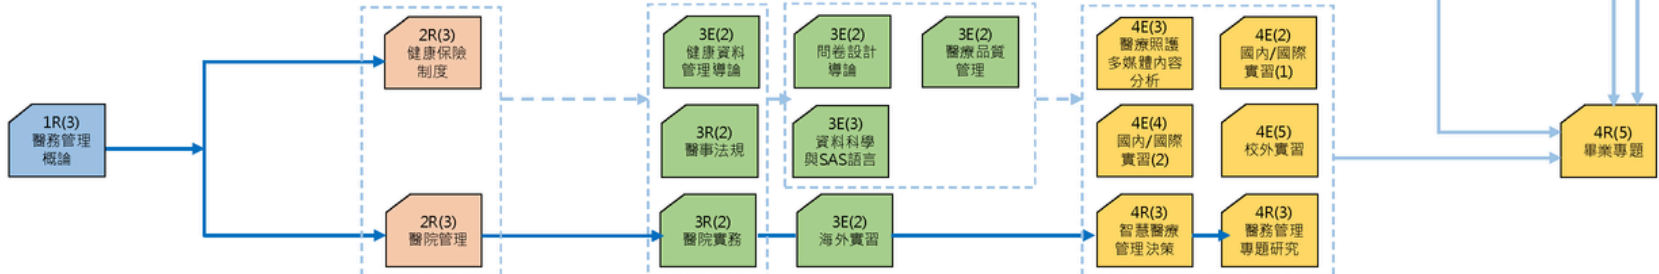 1R(3)
醫務管理
概論
2R(3)
健康保險
制度
2R(3)
醫院管理
3E(2)
健康資料
管理導論
3R(2)
醫事法規
3R(2)
醫院實務
3E(2)
問卷設計
導論
3E(2)
醫療品質
管理
3E(3)
資料科學
與SAS語言
3E(2)
海外實習
4E(3)
醫療照護
多媒體內容
分析
4E(2)
國內/國際
實習(1)
4E(4)
國內/國際
實習(2)
4E(5)
校外實習
4R(3)
智慧醫療
管理決策
4R(3)
醫務管理
專題研究
4R(5)
畢業專題